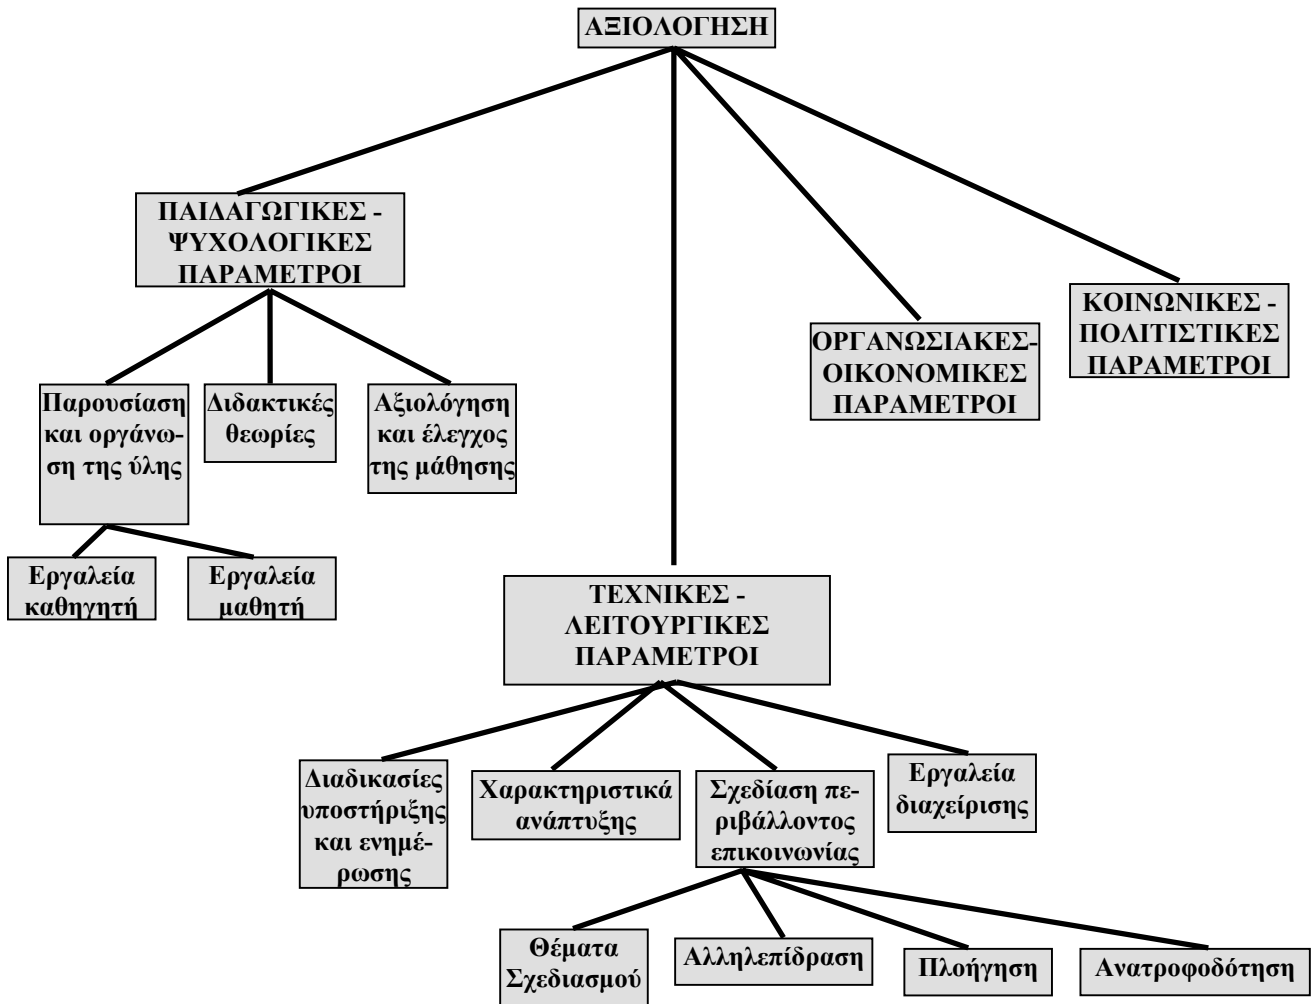 ΑΞΙΟΛΟΓΗΣΗ
ΠΑΙΔΑΓΩΓΙΚΕΣ -
ΨΥΧΟΛΟΓΙΚΕΣ
ΠΑΡΑΜΕΤΡΟΙ
ΟΡΓΑΝΩΣΙΑΚΕΣ-
ΟΙΚΟΝΟΜΙΚΕΣ
ΠΑΡΑΜΕΤΡΟΙ
ΚΟΙΝΩΝΙΚΕΣ -
ΠΟΛΙΤΙΣΤΙΚΕΣ
ΠΑΡΑΜΕΤΡΟΙ
Παρουσίαση
και οργάνω-
ση της ύλης
Διδακτικές
θεωρίες
Αξιολόγηση
και έλεγχος
της μάθησης
Εργαλεία
καθηγητή
Εργαλεία
μαθητή
ΤΕΧΝΙΚΕΣ -
ΛΕΙΤΟΥΡΓΙΚΕΣ
ΠΑΡΑΜΕΤΡΟΙ
Διαδικασίες
υποστήριξης
και ενημέ-
ρωσης
Χαρακτηριστικά
ανάπτυξης
Σχεδίαση πε-
ριβάλλοντος
επικοινωνίας
Εργαλεία
διαχείρισης
Θέματα
Σχεδιασμού
Αλληλεπίδραση
Πλοήγηση
Ανατροφοδότηση